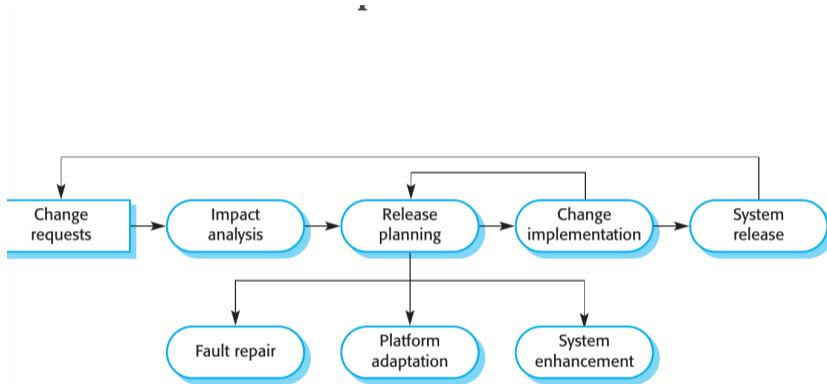 Change
requests
Impact
analysis
Release
planning
Change
implementation
System
release
Fault repair
Platform
adaptation
System
enhancement